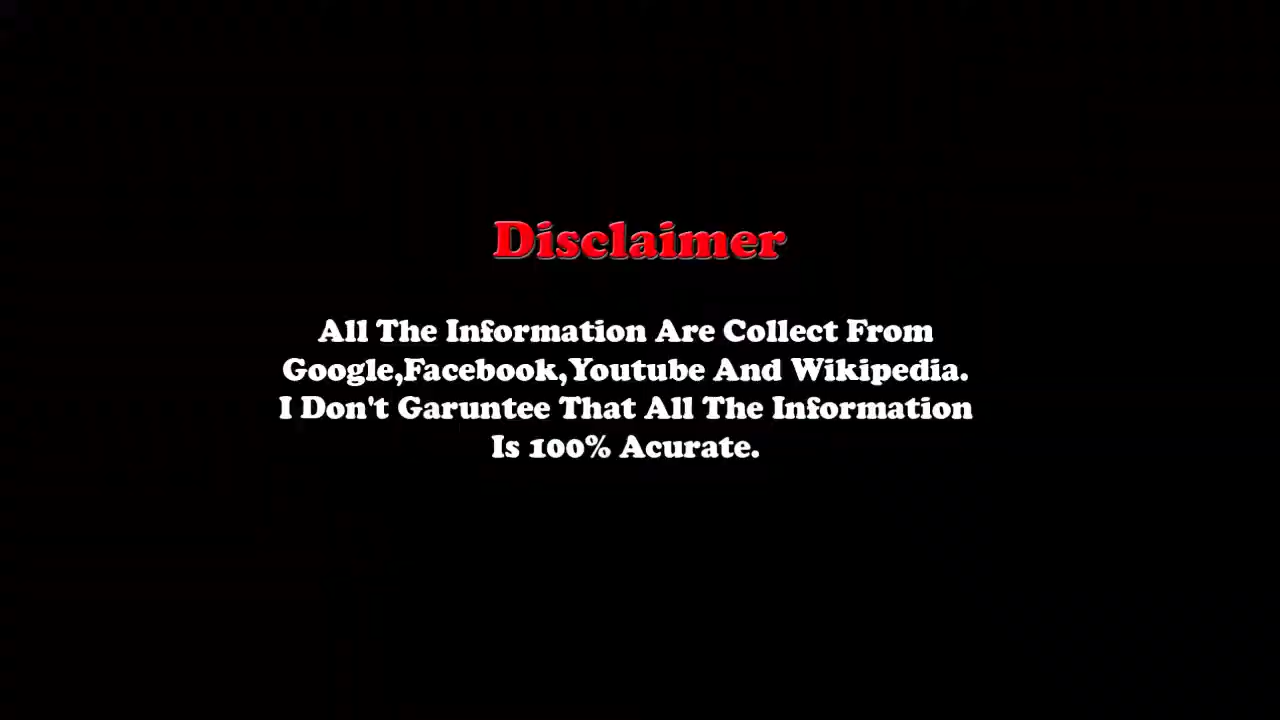 Disclaimer
All The Information Are Collect From
Google,Facebook,Youtube And Wikipedia.
I Don't Garuntee That All The Information
Is 100% Acurate.